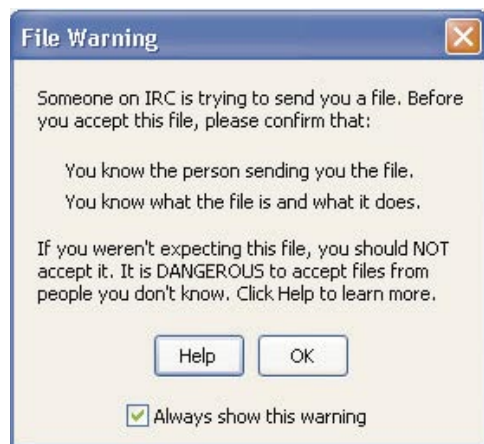 File Warning
Someone on IRC is trying to send you a file. Before
you accept this file, please confirm that:
You know the person sending you the file.
You know what the file is and what it does.
If you weren't expecting this file, you should NOT
accept it. It is DANGEROUS to accept files from
people you don't know. Click Help to learn more.
Help OK
Always show this warning